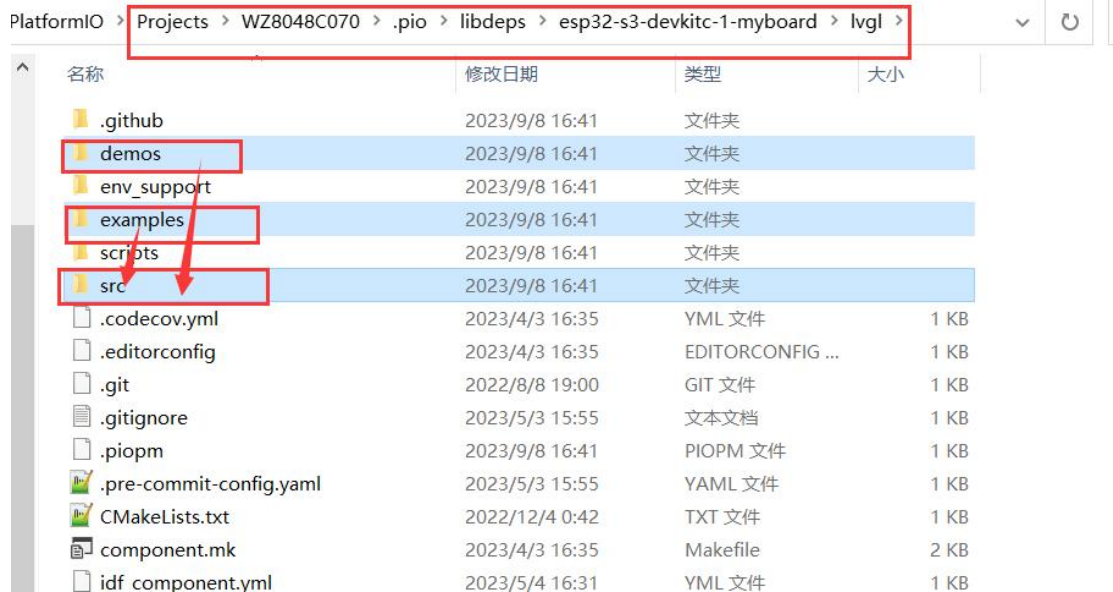 PlatformIO > Projects > WZ8048C070 > .pio > libdeps > esp32-s3-devkitc-1-myboard > lvgl >
名称 修改日期 类型 大小
.github 2023/9/8 16:41 文件夹
demos 2023/9/8 16:41 文件夹
env_support 2023/9/8 16:41 文件夹
examples 2023/9/8 16:41 文件夹
scripts 2023/9/8 16:41 文件夹
src 2023/9/8 16:41 文件夹
.codecov.yml 2023/4/3 16:35 YML 文件 1 KB
.editorconfig 2023/4/3 16:35 EDITORCONFIG ... 1 KB
.git 2022/8/8 19:00 GIT 文件 1 KB
.gitignore 2023/5/3 15:55 文本文档 1 KB
.piopm 2023/9/8 16:41 PIOPM 文件 1 KB
.pre-commit-config.yaml 2023/5/3 15:55 YAML 文件 1 KB
CMakeLists.txt 2022/12/4 0:42 TXT 文件 1 KB
component.mk 2023/4/3 16:35 Makefile 2 KB
idf_component.yml 2023/5/4 16:31 YML 文件 1 KB